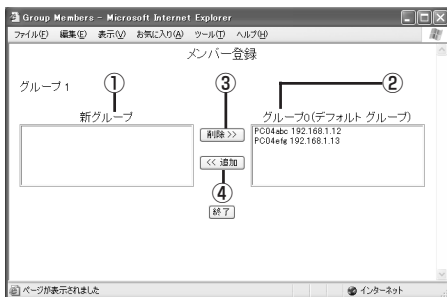 Group Members - Microsoft Internet Explorer
ファイル(F) 編集(E) 表示(V) お気に入り(A) ツール(T) ヘルプ(H)
メンバー登録
グループ 1
① ③ ②
新グループ グループ0(デフォルト グループ)
削除 >>
PC04abc 192.168.1.12
PC04efg 192.168.1.13
<< 追加
④
終了
ページが表示されました インターネット